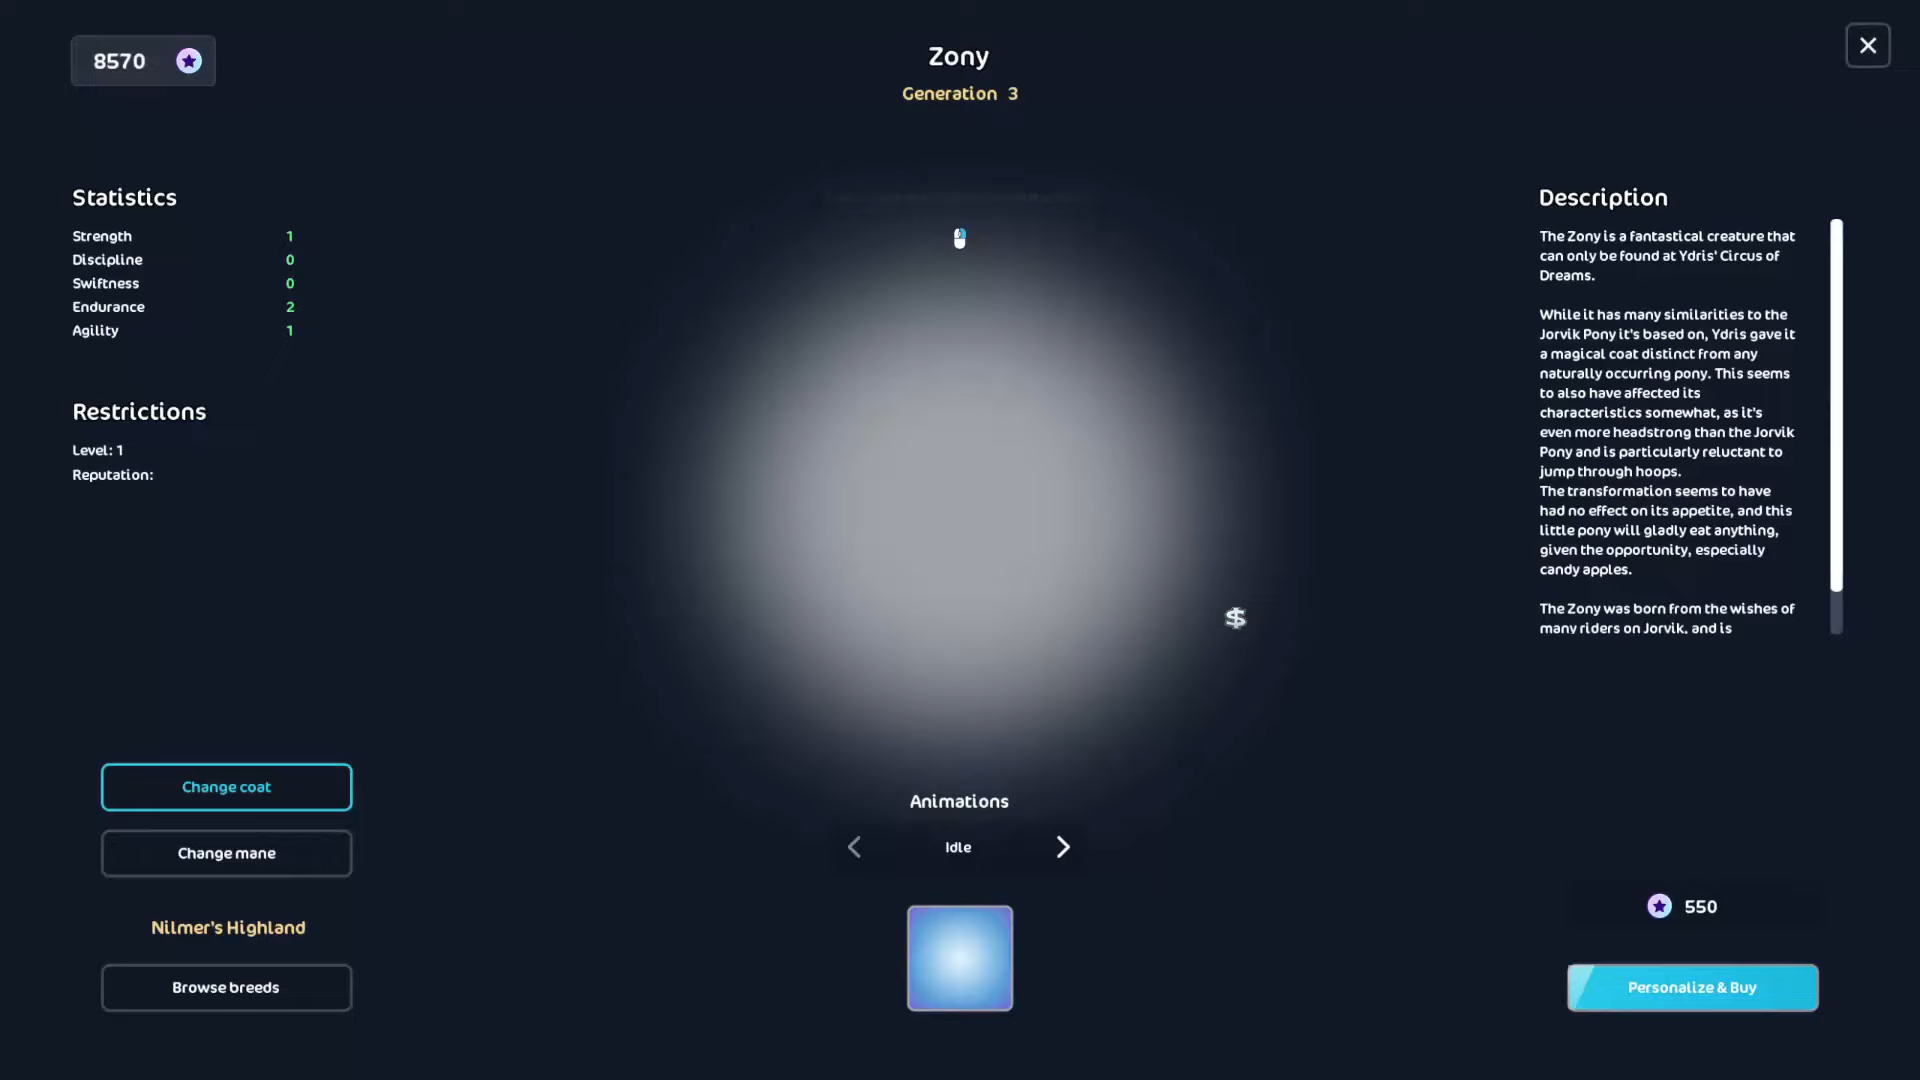 8570
Zony
Generation 3
Statistics
Strength 1
Discipline 0
Swiftness 0
Endurance 2
Agility 1
Restrictions
Level: 1
Reputation:
Description
The Zony is a fantastical creature that
can only be found at Ydris' Circus of
Dreams.
While it has many similarities to the
Jorvik Pony it's based on, Ydris gave it
a magical coat distinct from any
naturally occurring pony. This seems
to also have affected its
characteristics somewhat, as it's
even more headstrong than the Jorvik
Pony and is particularly reluctant to
jump through hoops.
The transformation seems to have
had no effect on its appetite, and this
little pony will gladly eat anything,
given the opportunity, especially
candy apples.
The Zony was born from the wishes of
many riders on Jorvik, and is
$
Change coat
Change mane
Nilmer's Highland
Browse breeds
Animations
Idle
550
Personalize & Buy